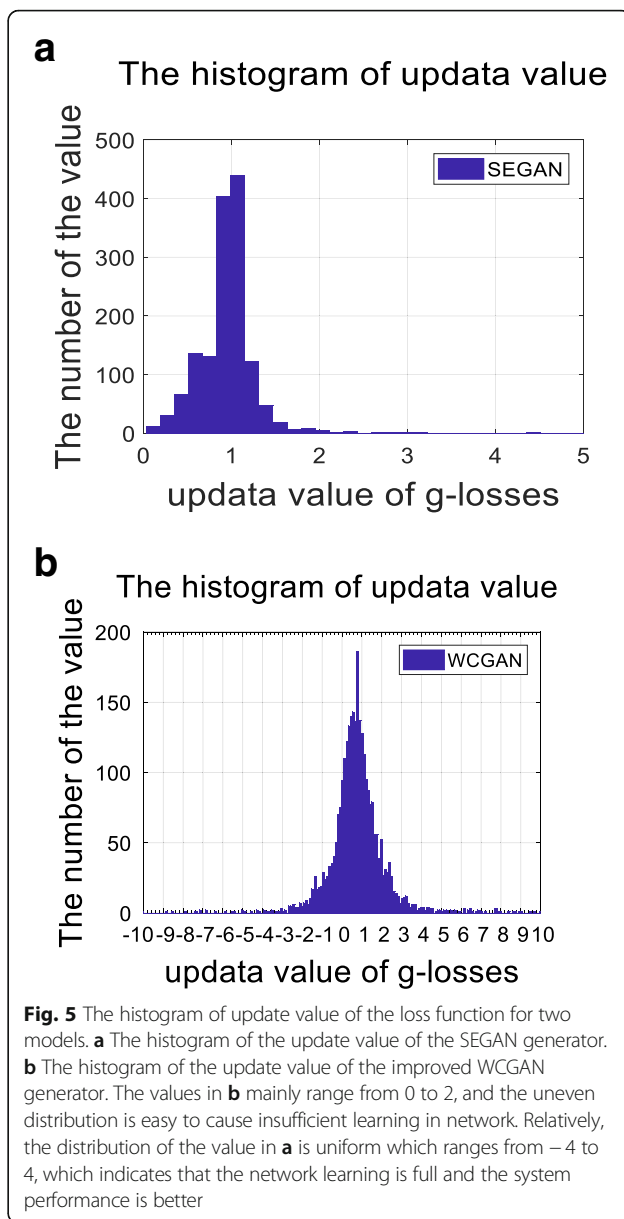 a
The histogram of updata value
The number of the value
500
400
300
200
100
0
SEGAN
0 1 2 3 4 5
updata value of g-losses
b
The histogram of updata value
The number of the value
200
150
100
50
0
WCGAN
-10-9-8-7-6-5-4-3-2-1 0 1 2 3 4 5 6 7 8 910
updata value of g-losses
Fig. 5 The histogram of update value of the loss function for two
models. a The histogram of the update value of the SEGAN generator.
b The histogram of the update value of the improved WCGAN
generator. The values in b mainly range from 0 to 2, and the uneven
distribution is easy to cause insufficient learning in network. Relatively,
the distribution of the value in a is uniform which ranges from − 4 to
4, which indicates that the network learning is full and the system
performance is better